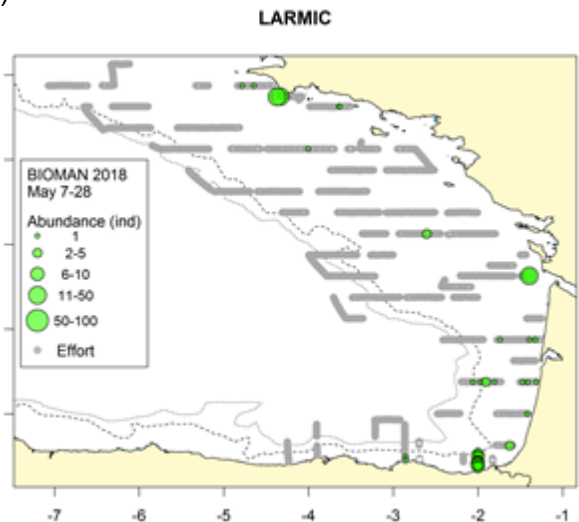 )
LARMIC
BIOMAN 2018
May 7-28
Abundance (ind)
1
2-5
6-10
11-50
50-100
Effort
-7 -6 -5 -4 -3 -2 -1